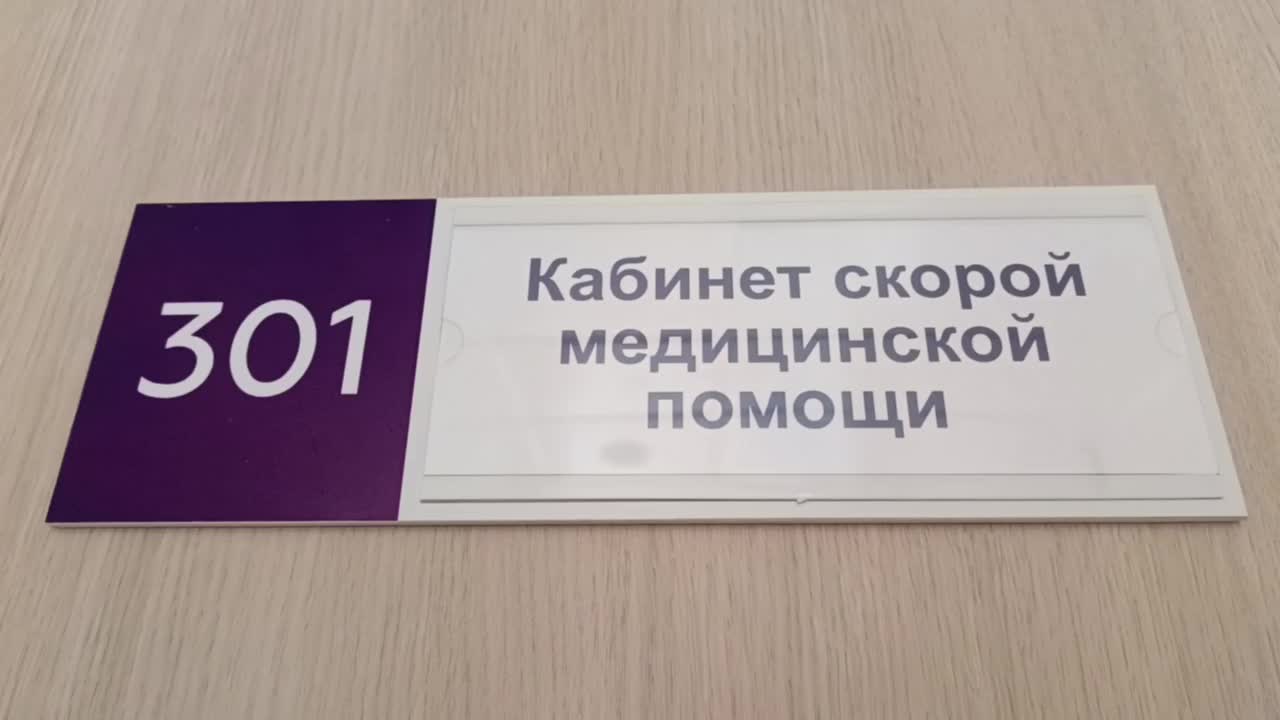 301
Кабинет скорой
медицинской
помощи